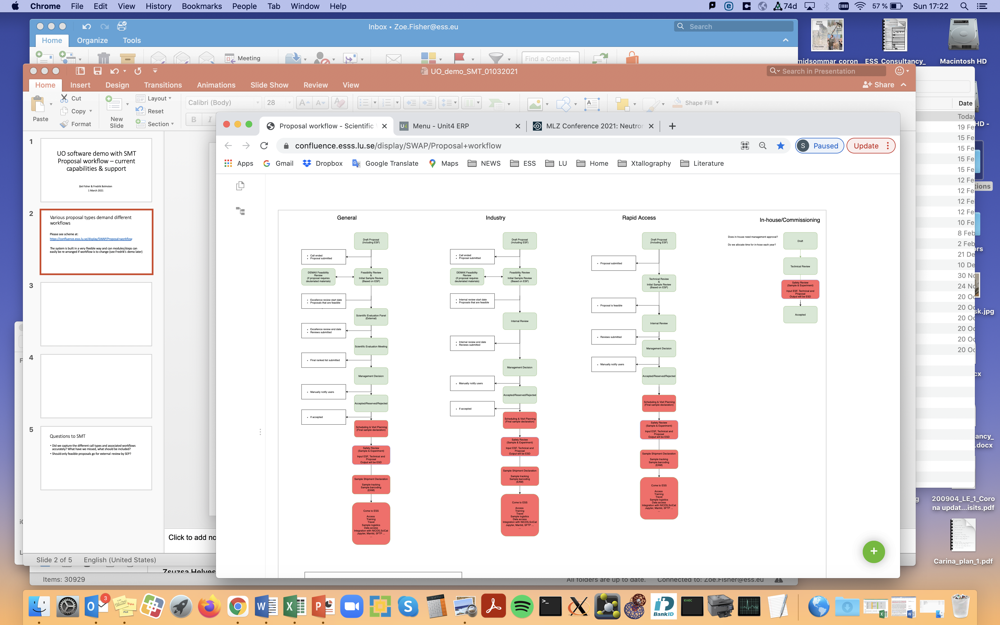 Chrome File Edit View History Bookmarks People Tab Window Help
74d 57 % Sun 17:22
Inbox • Zoe.Fisher@ess.eu
Search
Home Organize Tools
Meeting
Find a Contact
midsommar_coron
ESS_Consultancy_
Macintosh HD
UO_demo_SMT_01032021
Search in Presentation
Home Insert Design Transitions Animations Slide Show Review View
Share
Paste
Cut
Copy
Format
New
Slide
Layout
Reset
Section
Calibri (Body) 28
B I
Shape Fill
1
UO software demo with SMT
Proposal workflow – current
capabilities & support
Zoë Fisher & Fredrik Bolmsten
1 March 2021
2
Various proposal types demand different
workflows
Please see scheme at:
https://confluence.esss.lu.se/display/SWAP/Proposal+workflow
The system is built in a very flexible way and can modules/steps can
easily be re-arranged if workflow is to change (see Fredrik's demo later)
3
4
5
Questions to SMT
• Did we capture the different call types and associated workflows
accurately? What have we missed, what should be included?
• Should only feasible proposals go for external review by SEP?
Click to add no
Slide 2 of 5 English (United States)
Zsuzsa Helyes
Items: 30929
All folders are up to date. Connected to: Zoe.Fisher@ess.eu
Proposal workflow - Scientific
Menu - Unit4 ERP
MLZ Conference 2021: Neutron
confluence.esss.lu.se/display/SWAP/Proposal+workflow
S Paused
Update
Apps Gmail Dropbox Google Translate Maps NEWS ESS LU Home Xtallography Literature
General
Draft Proposal
(Including ESF)
• Call ended
• Proposal submitted
DEMAX Feasibility
Review
(If proposal requires
deuteriated materials)
Feasibility Review
&
Initial Sample Review
(Based on ESF)
• Excellence review start date
• Proposals that are feasible
Scientific Evaluation Panel
(External)
• Excellence review end date
• Reviews submitted
Scientific Evaluation Meeting
• Final ranked list submitted
Management Decision
• Manually notify users
Accepted/Reserved/Rejected
• If accepted
Scheduling & Visit Planning
(Final sample declaration)
Safety Review
(Sample & Experiment)
Input ESF, Technical and
Proposal
Output will be ESD
Sample Shipment Declaration
Sample tracking
Sample barcoding
(EAM)
Come to ESS
Access
Training
Travel
Sample logistics
Data access
Integration with NICOS,SciCat
Jupyter, Mantid, SFTP ...
...
Industry
Draft Proposal
(Including ESF)
• Call ended
• Proposal submitted
DEMAX Feasibility
Review
(If proposal requires
deuteriated materials)
Feasibility Review
&
Initial Sample Review
(Based on ESF)
• Internal review start date
• Proposals that are feasible
Internal Review
• Internal review end date
• Reviews submitted
Management Decision
• Manually notify users
Accepted/Reserved/Rejected
• If accepted
Scheduling & Visit Planning
(Final sample declaration)
Safety Review
(Sample & Experiment)
Input ESF, Technical and
Proposal
Output will be ESD
Sample Shipment Declaration
Sample tracking
Sample barcoding
(EAM)
Come to ESS
Access
Training
Travel
Sample logistics
Data access
Integration with NICOS,SciCat
Jupyter, Mantid, SFTP ...
...
Rapid Access
Draft Proposal
(Including ESF)
• Proposal submitted
Technical Review
&
Initial Sample Review
(Based on ESF)
• Proposal is feasible
Internal Review
• Reviews submitted
Management Decision
• Manually notify users
Accepted/Reserved/Rejected
Scheduling & Visit Planning
(Final sample declaration)
Safety Review
(Sample & Experiment)
Input ESF, Technical and
Proposal
Output will be ESD
Sample Shipment Declaration
Sample tracking
Sample barcoding
(EAM)
Come to ESS
Access
Training
Travel
Sample logistics
Data access
Integration with NICOS,SciCat
Jupyter, Mantid, SFTP ...
...
In-house/Commissioning
Does in-house need management approval?
Do we allocate time for in-hose each year?
Draft
Technical Review
Safety Review
(Sample & Experiment)
Input ESF, Technical and
Proposal
Output will be ESD
Accepted
Date
Today
19 Fe
15 Fe
15 Fe
15 Fe
15 Fe
12 Fe
12 Fe
12 Fe
12 Fe
10 Fe
8 Feb
2 Feb
21 De
10 De
30 No
24 No
20 Oc
20 Oc
20 Oc
20 Oc
20 Oc
20 Oc
HD -
tions
ors
sk.jpg
cx
ancy_
.docx
g
200904_LE_1_Coro
na updat...isits.pdf
Carina_plan_1.pdf
3
BankID
exec